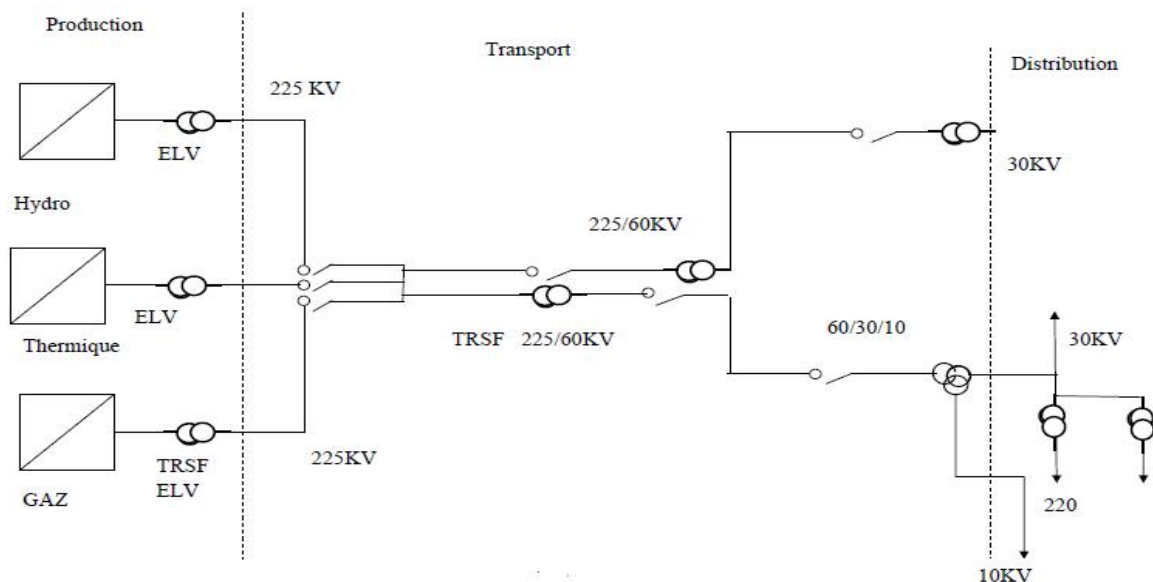 Production
Transport
Distribution
225 KV
ELV
30KV
Hydro
225/60KV
ELV
Thermique
TRSF 225/60KV
60/30/10
30KV
225KV
TRSF
ELV
GAZ
220
10KV